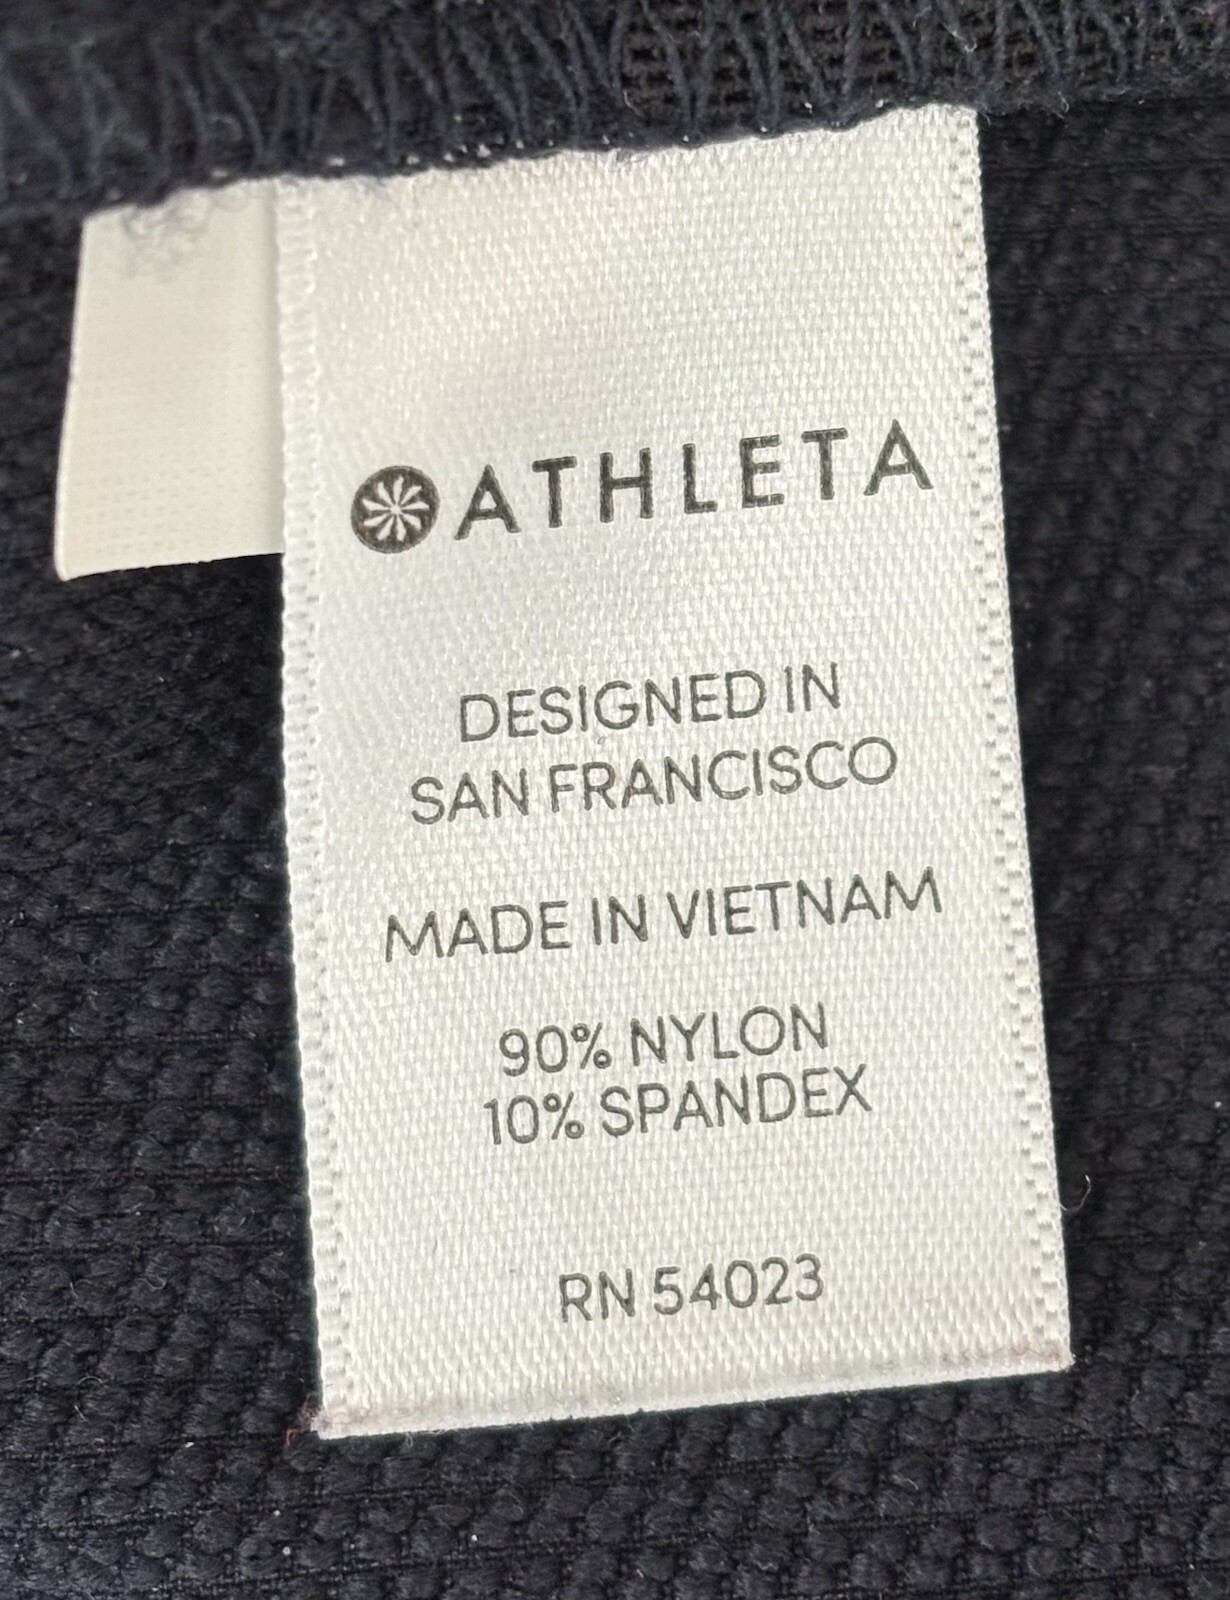 ATHLETA
DESIGNED IN
SAN FRANCISCO
MADE IN VIETNAM
90% NYLON
10% SPANDEX
RN 54023